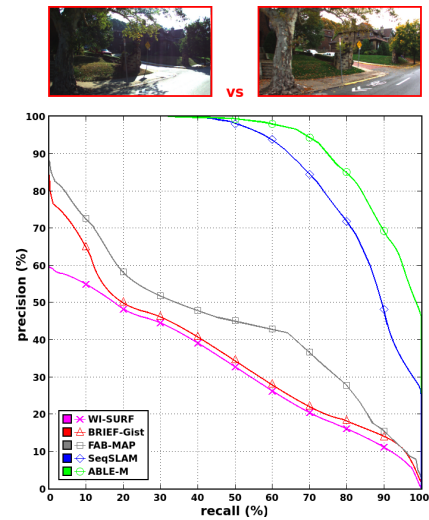 vs
100
90
80
70
60
50
40
30
20
10
0
precision (%)
WI-SURF
BRIEF-Gist
FAB-MAP
SeqSLAM
ABLE-M
0 10 20 30 40 50 60 70 80 90 100
recall (%)